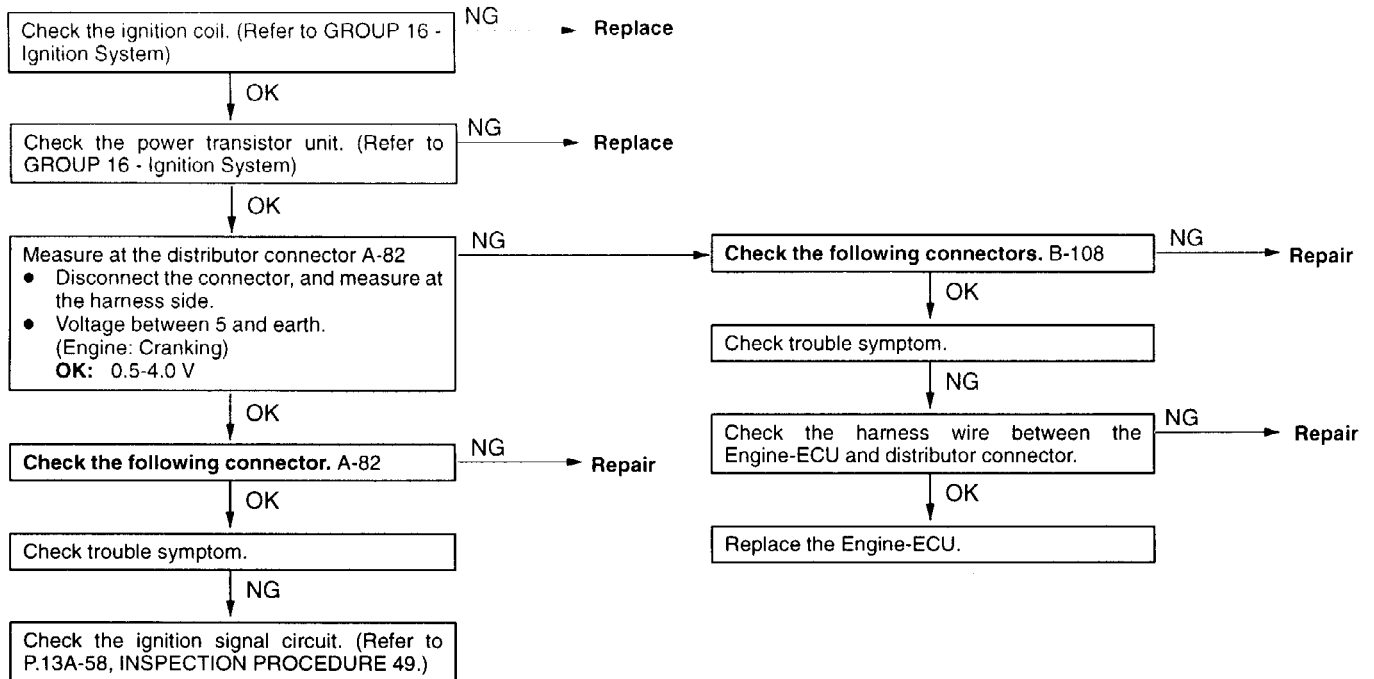 Check the ignition coil. (Refer to GROUP 16 -
Ignition System)
NG
Replace
OK
Check the power transistor unit. (Refer to
GROUP 16 - Ignition System)
NG
Replace
OK
Measure at the distributor connector A-82
● Disconnect the connector, and measure at
the harness side.
● Voltage between 5 and earth.
(Engine: Cranking)
OK: 0.5-4.0 V
NG
OK
Check the following connector. A-82
NG
Repair
OK
Check trouble symptom.
NG
Check the ignition signal circuit. (Refer to
P.13A-58, INSPECTION PROCEDURE 49.)
Check the following connectors. B-108
NG
Repair
OK
Check trouble symptom.
NG
Check the harness wire between the
Engine-ECU and distributor connector.
NG
Repair
OK
Replace the Engine-ECU.